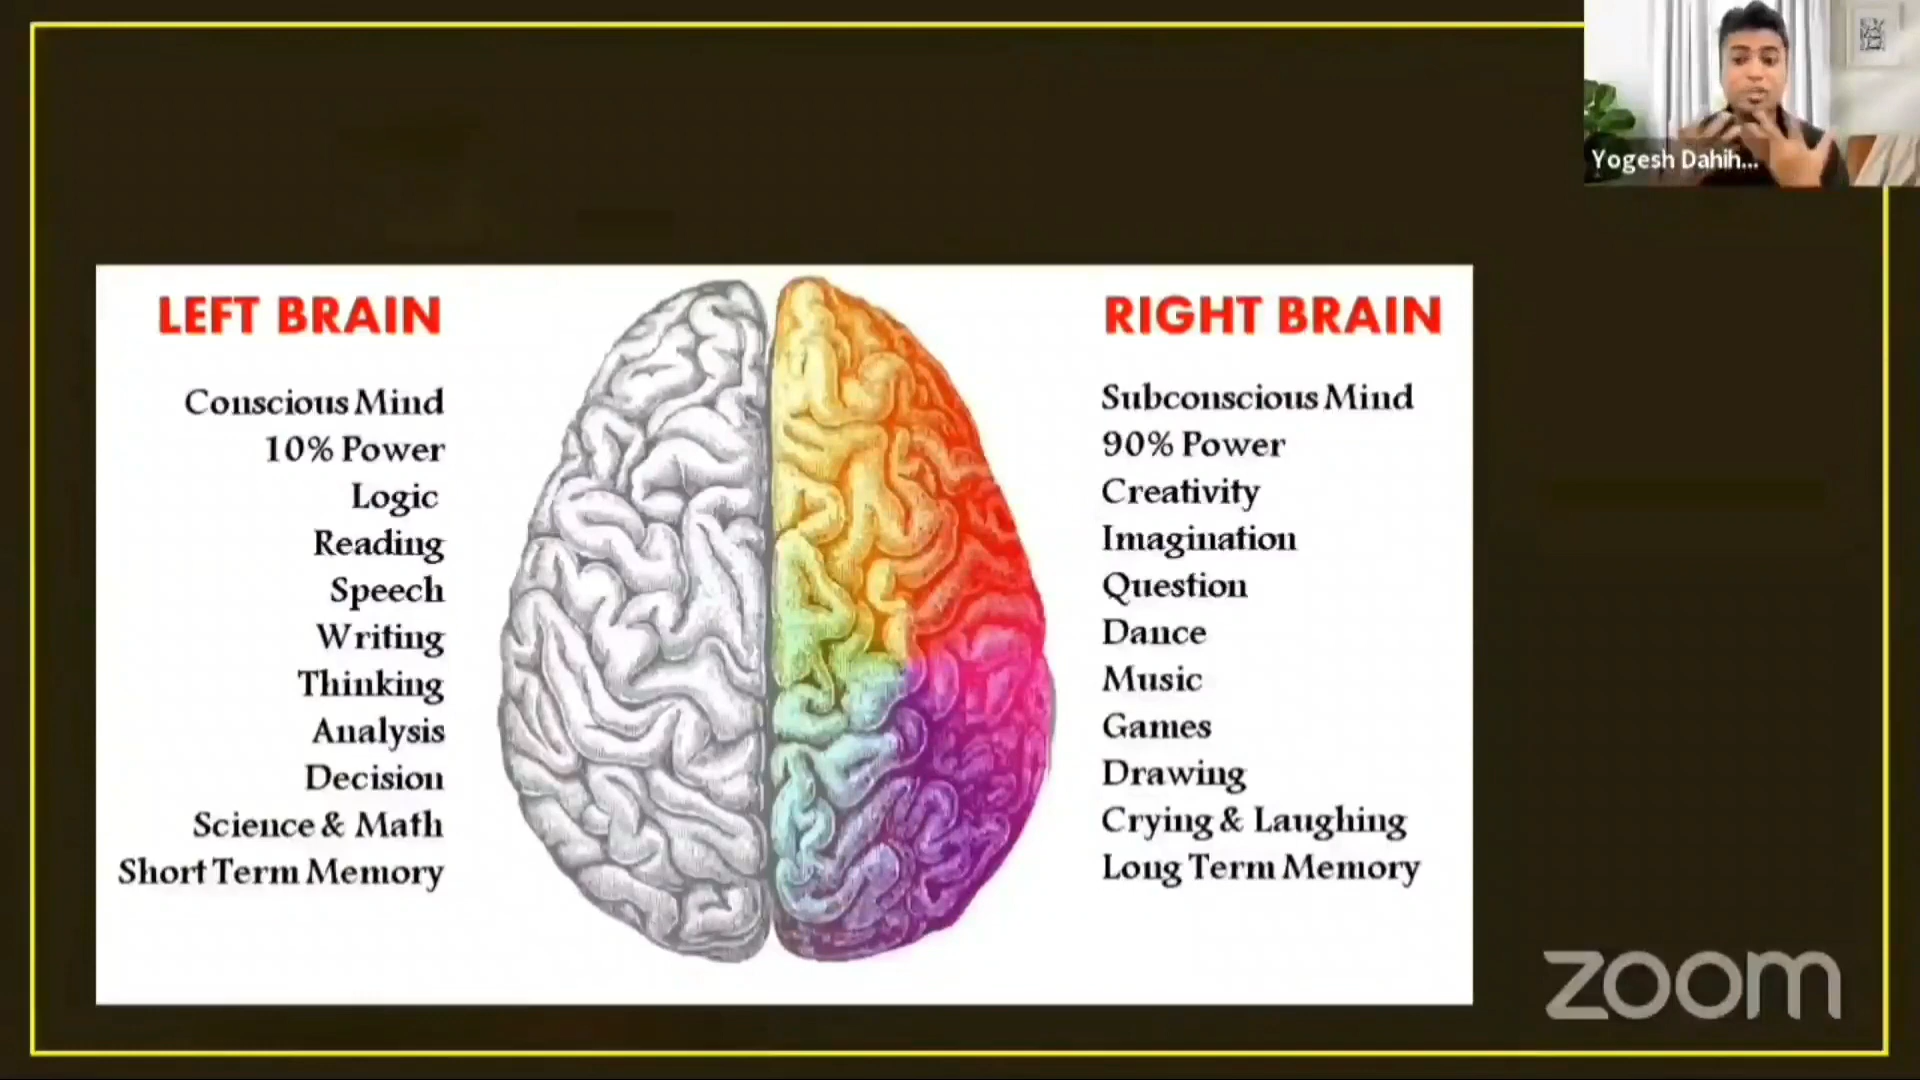 Yogesh Dahih...
LEFT BRAIN
Conscious Mind
10% Power
Logic
Reading
Speech
Writing
Thinking
Analysis
Decision
Science & Math
Short Term Memory
RIGHT BRAIN
Subconscious Mind
90% Power
Creativity
Imagination
Question
Dance
Music
Games
Drawing
Crying & Laughing
Long Term Memory
zoom